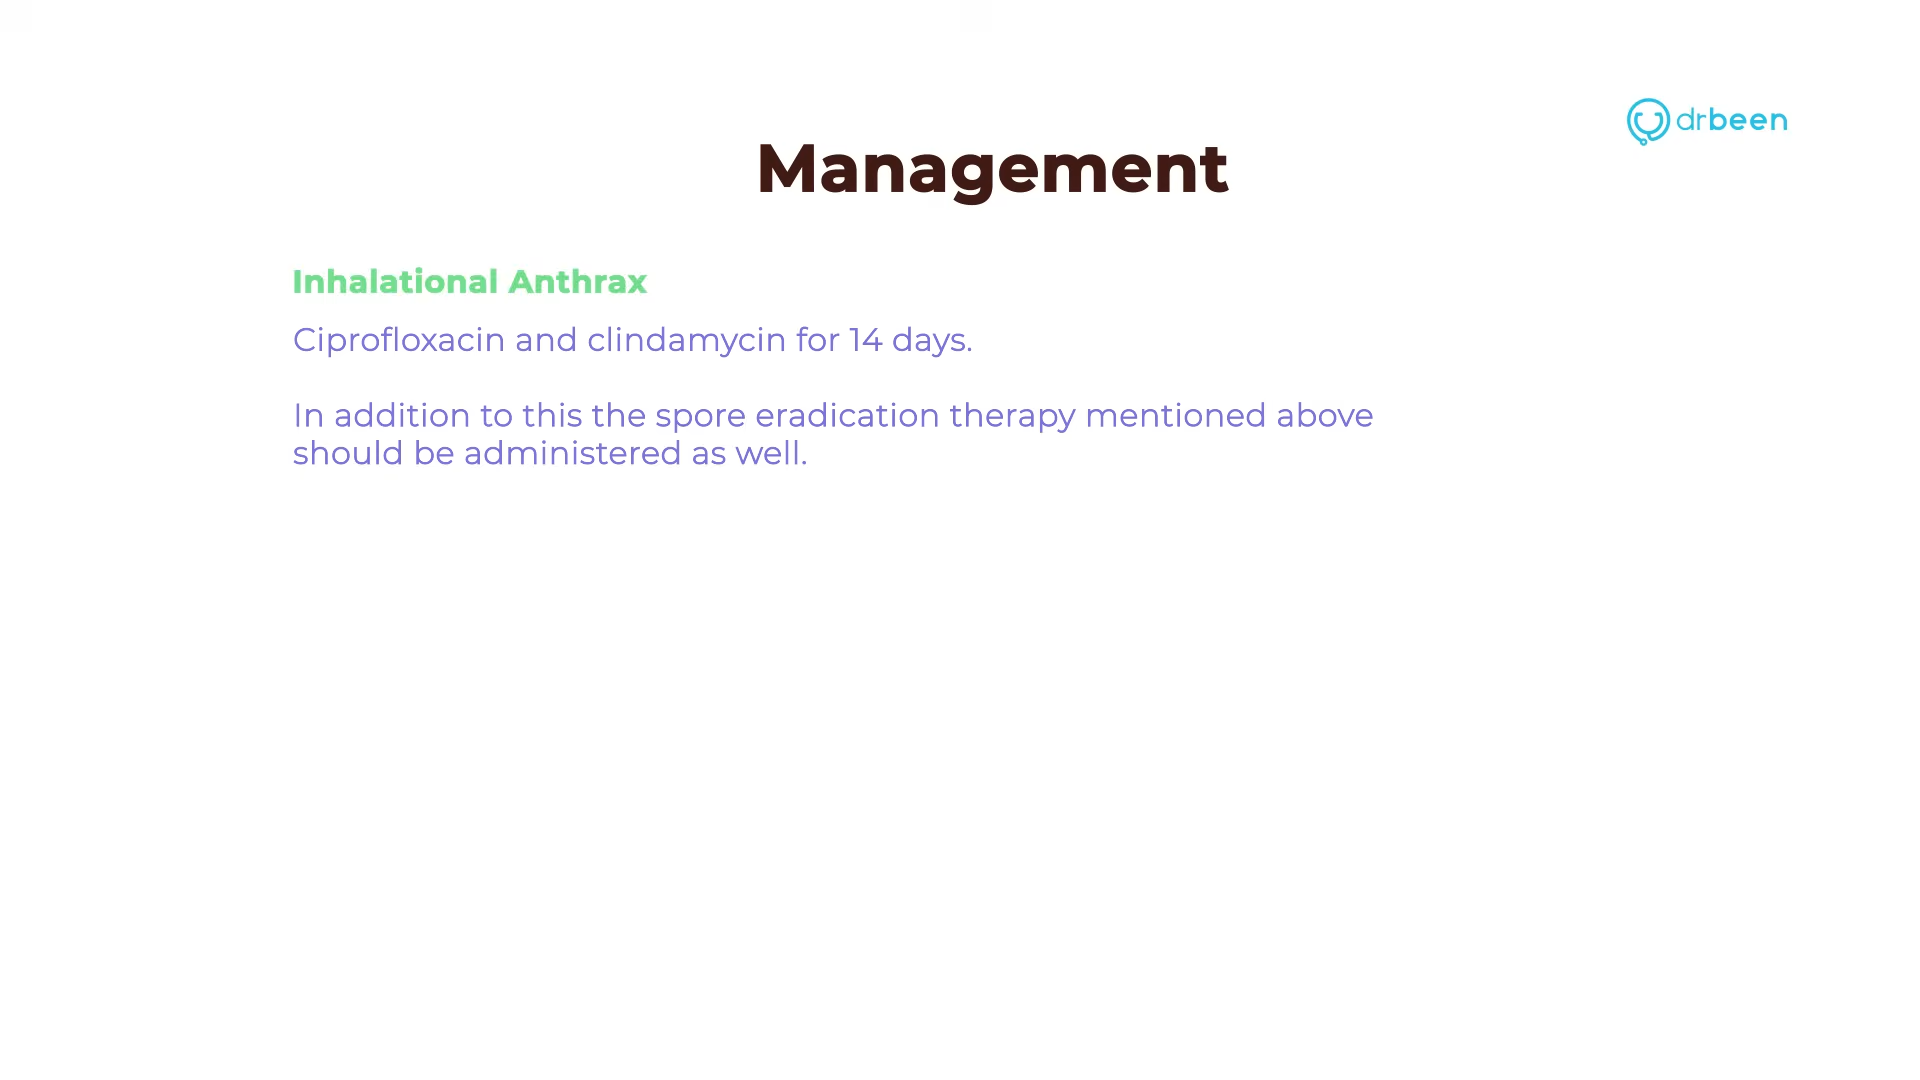 drbeen
Management
Inhalational Anthrax
Ciprofloxacin and clindamycin for 14 days.
In addition to this the spore eradication therapy mentioned above
should be administered as well.